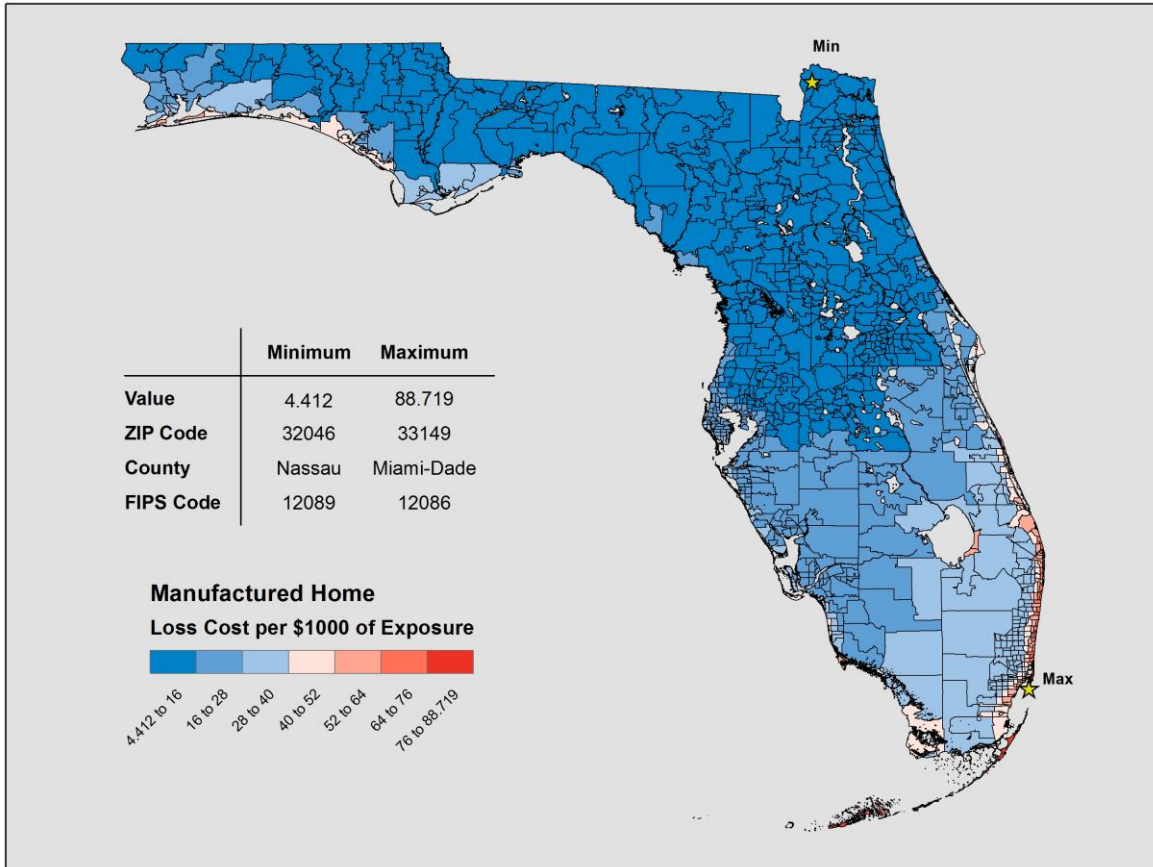 Min
Minimum Maximum
Value 4.412 88.719
ZIP Code 32046 33149
County Nassau Miami-Dade
FIPS Code 12089 12086
Manufactured Home
Loss Cost per $1000 of Exposure
4.412 to 16
16 to 28
28 to 40
40 to 52
52 to 64
64 to 76
76 to 88.719
Max